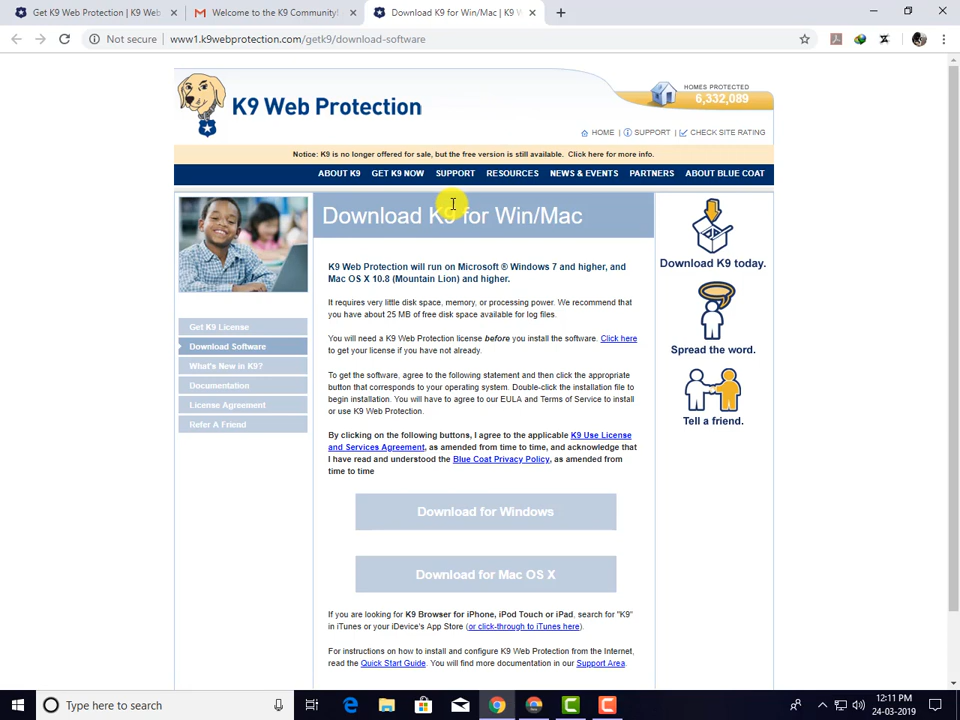 Get K9 Web Protection | K9 Web
Welcome to the K9 Community!
Download K9 for Win/Mac | K9 W
Not secure
www1.k9webprotection.com/getk9/download-software
K9 Web Protection
HOMES PROTECTED
6,332,089
HOME | SUPPORT | CHECK SITE RATING
Notice: K9 is no longer offered for sale, but the free version is still available. Click here for more info.
ABOUT K9 GET K9 NOW SUPPORT RESOURCES NEWS & EVENTS PARTNERS ABOUT BLUE COAT
Download K9 for Win/Mac
Get K9 License
Download Software
What's New in K9?
Documentation
License Agreement
Refer A Friend
K9 Web Protection will run on Microsoft ® Windows 7 and higher, and
Mac OS X 10.8 (Mountain Lion) and higher.
It requires very little disk space, memory, or processing power. We recommend that
you have about 25 MB of free disk space available for log files.
You will need a K9 Web Protection license before you install the software. Click here
to get your license if you have not already.
To get the software, agree to the following statement and then click the appropriate
button that corresponds to your operating system. Double-click the installation file to
begin installation. You will have to agree to our EULA and Terms of Service to install
or use K9 Web Protection.
By clicking on the following buttons, I agree to the applicable K9 Use License
and Services Agreement, as amended from time to time, and acknowledge that
I have read and understood the Blue Coat Privacy Policy, as amended from
time to time
Download for Windows
Download for Mac OS X
If you are looking for K9 Browser for iPhone, iPod Touch or iPad, search for "K9"
in iTunes or your iDevice's App Store (or click-through to iTunes here).
For instructions on how to install and configure K9 Web Protection from the Internet,
read the Quick Start Guide. You will find more documentation in our Support Area.
Download K9 today.
Spread the word.
Tell a friend.
Type here to search
12:11 PM
24-03-2019